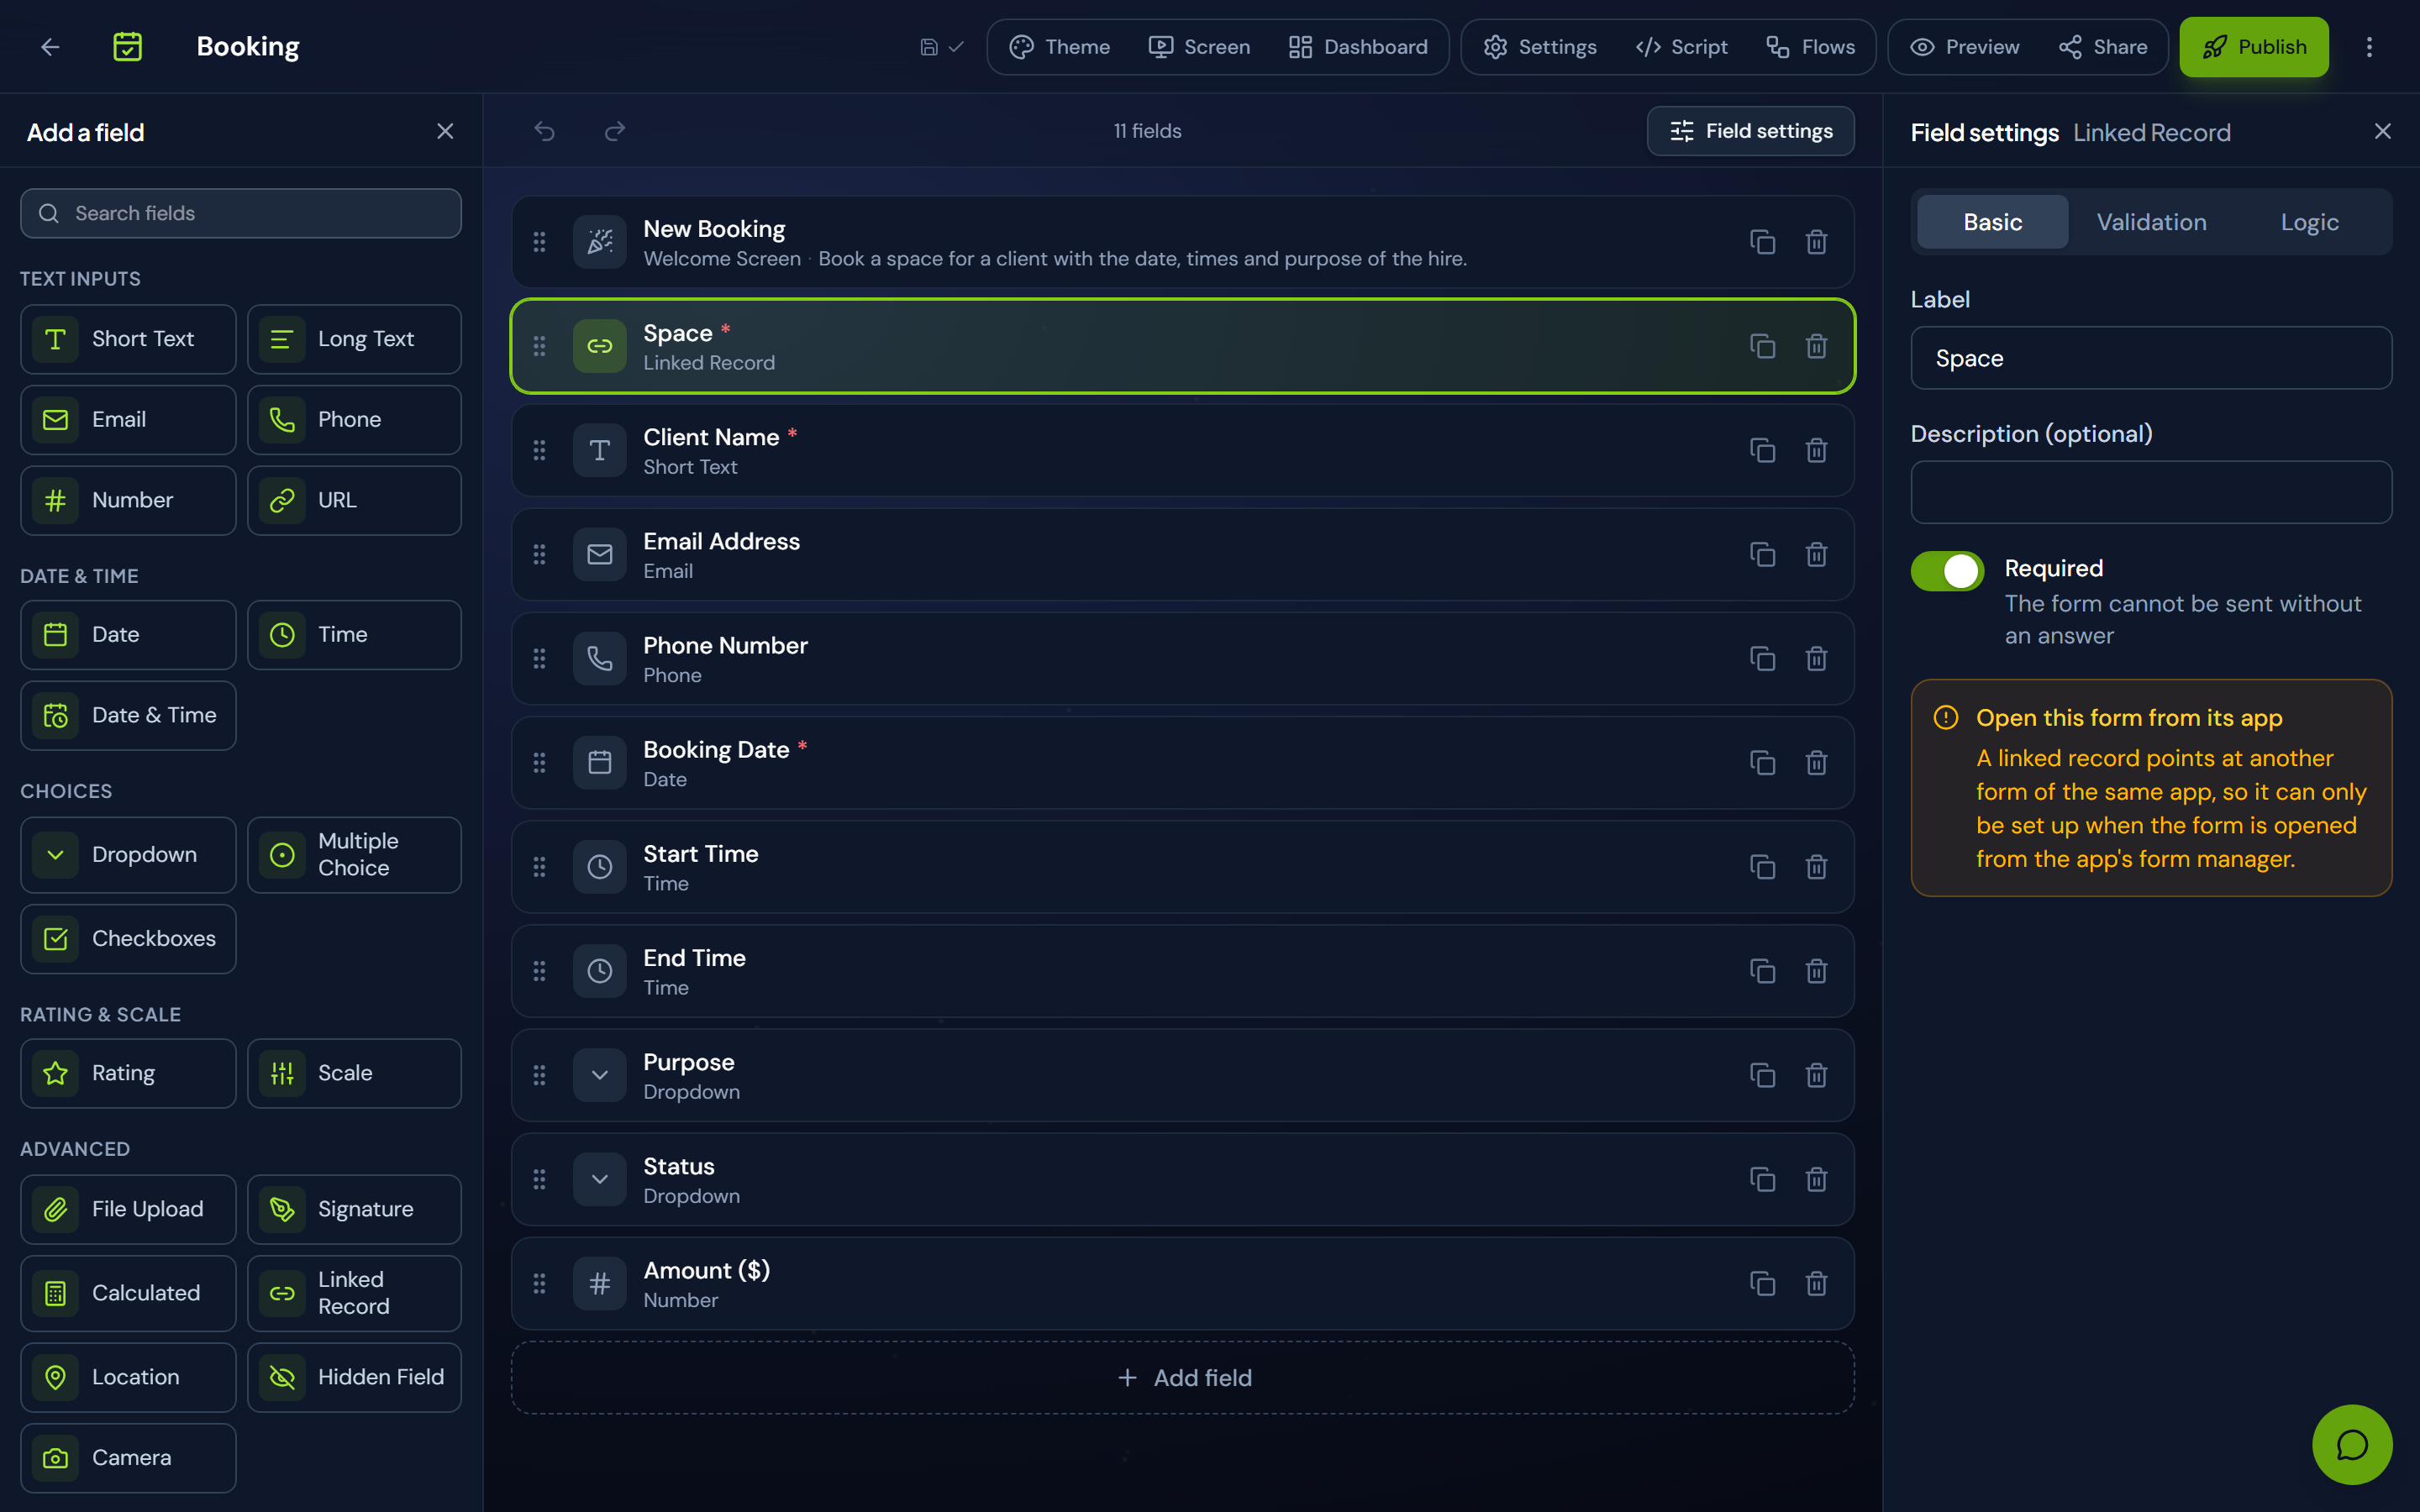 Booking
Theme
Screen
Dashboard
Settings
Script
Flows
Preview
Share
Publish
Add a field
Search fields
TEXT INPUTS
Short Text
Long Text
Email
Phone
Number
URL
DATE & TIME
Date
Time
Date & Time
CHOICES
Dropdown
Multiple
Choice
Checkboxes
RATING & SCALE
Rating
Scale
ADVANCED
File Upload
Signature
Calculated
Linked
Record
Location
Hidden Field
Camera
11 fields
Field settings
New Booking
Welcome Screen · Book a space for a client with the date, times and purpose of the hire.
Space *
Linked Record
Client Name *
Short Text
Email Address
Email
Phone Number
Phone
Booking Date *
Date
Start Time
Time
End Time
Time
Purpose
Dropdown
Status
Dropdown
Amount ($)
Number
Add field
Field settings Linked Record
Basic
Validation
Logic
Label
Space
Description (optional)
Required
The form cannot be sent without
an answer
Open this form from its app
A linked record points at another
form of the same app, so it can only
be set up when the form is opened
from the app's form manager.